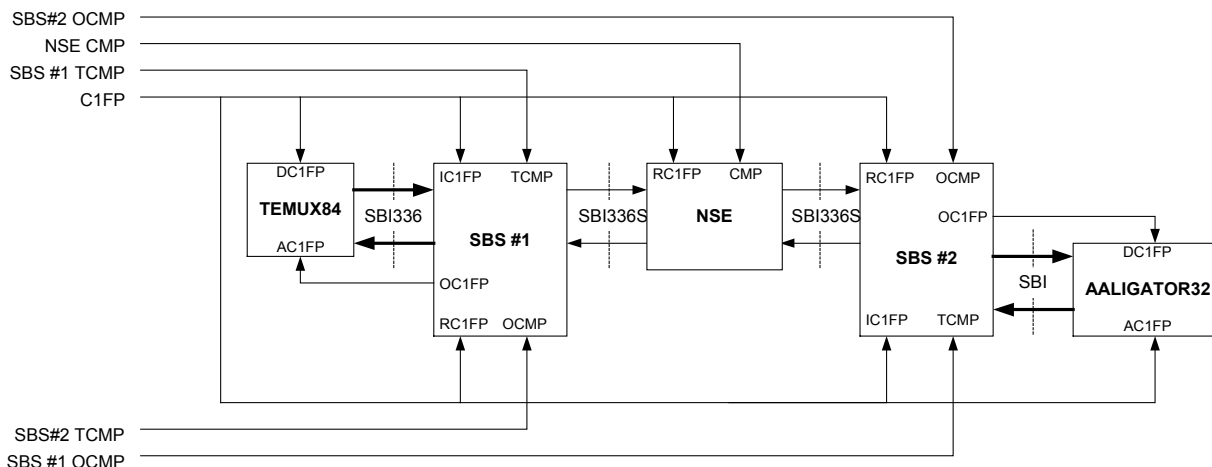 SBS#2 OCMP
NSE CMP
SBS #1 TCMP
C1FP
DC1FP
TEMUX84
AC1FP
SBI336
IC1FP TCMP
SBS #1
OC1FP
RC1FP OCMP
SBI336S
RC1FP CMP
NSE
SBI336S
RC1FP OCMP
OC1FP
SBS #2
IC1FP TCMP
SBI
DC1FP
AALIGATOR32
AC1FP
SBS#2 TCMP
SBS #1 OCMP